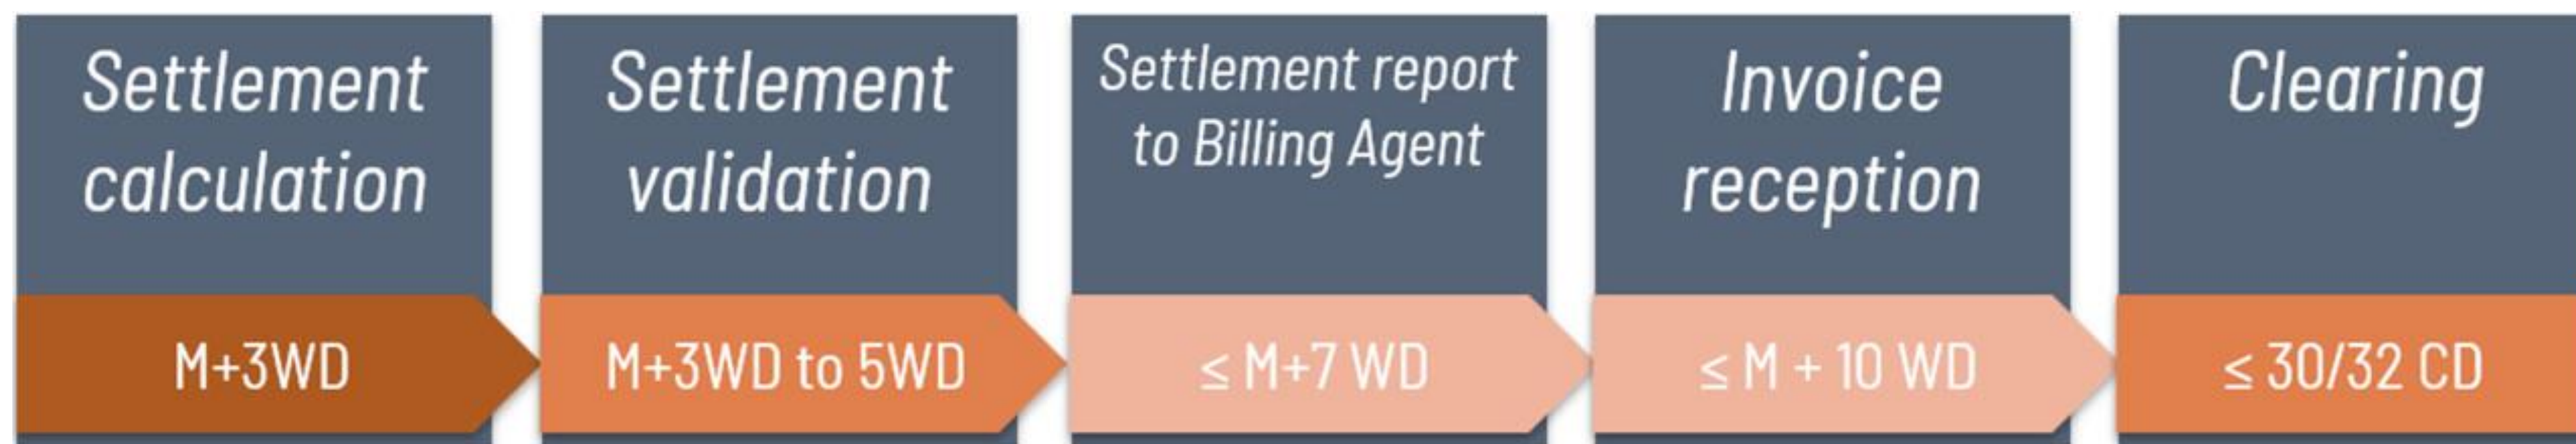 Settlement
calculation
M+3WD
Settlement
validation
M+3WD to 5WD
Settlement report
to Billing Agent
≤ M+7 WD
Invoice
reception
≤ M + 10 WD
Clearing
≤ 30/32 CD